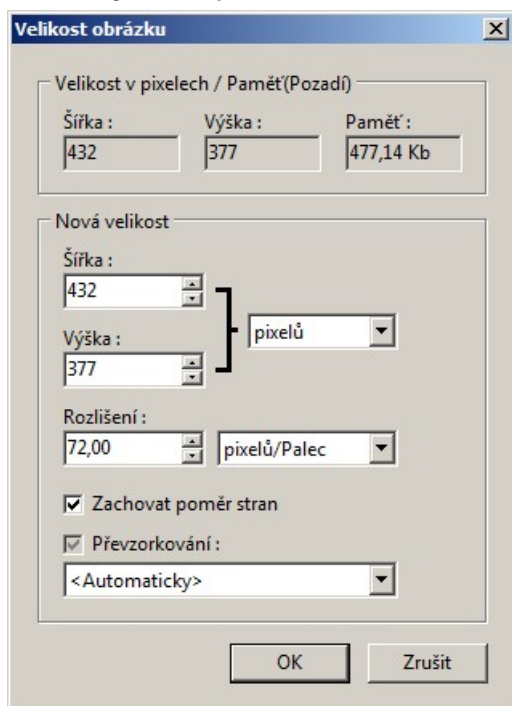 Velikost obrázku
Velikost v pixelech / Paměť(Pozadí)
Šířka : Výška : Paměť :
432 377 477,14 Kb
Nová velikost
Šířka :
432
pixelů
Výška :
377
Rozlišení :
72,00 pixelů/Palec
Zachovat poměr stran
Převzorkování :
<Automaticky>
OK Zrušit